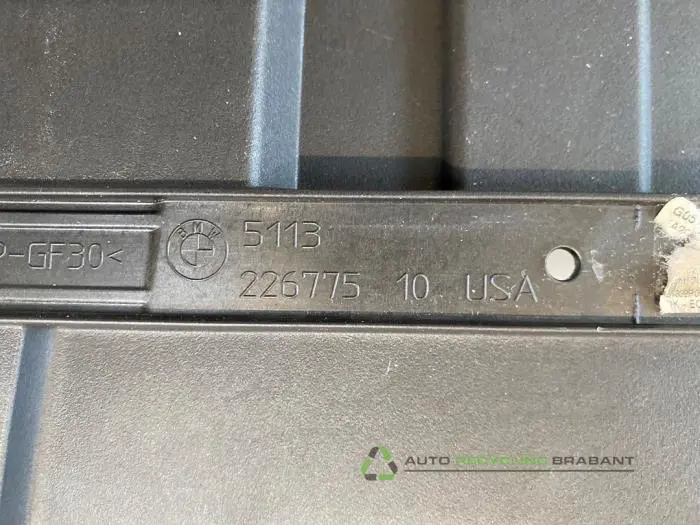 P-GF30<
BMW
5113
226775 10 USA
AUTO RECYCLING BRABANT